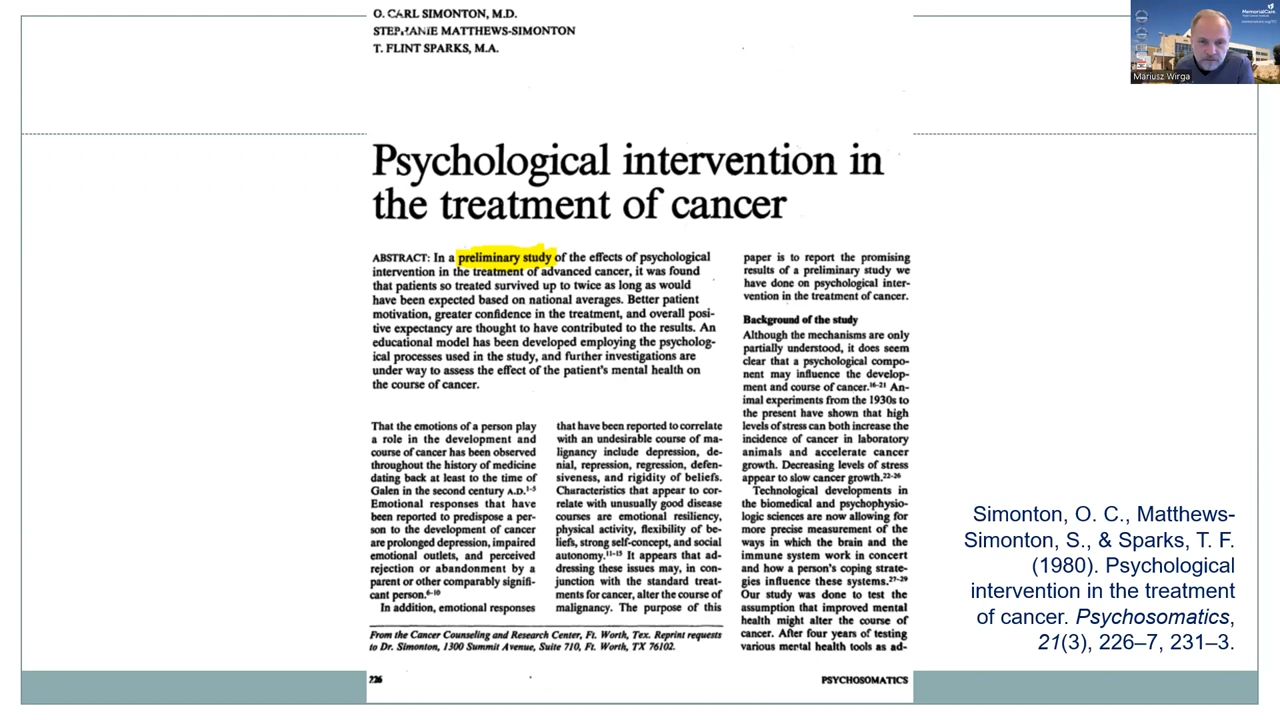 O. CARL SIMONTON, M.D.
STEPHANIE MATTHEWS-SIMONTON
T. FLINT SPARKS, M.A.
MemorialCare
Mariusz Wirga
Psychological intervention in
the treatment of cancer
ABSTRACT: In a preliminary study of the effects of psychological
intervention in the treatment of advanced cancer, it was found
that patients so treated survived up to twice as long as would
have been expected based on national averages. Better patient
motivation, greater confidence in the treatment, and overall posi-
tive expectancy are thought to have contributed to the results. An
educational model has been developed employing the psycholog-
ical processes used in the study, and further investigations are
under way to assess the effect of the patient's mental health on
the course of cancer.
That the emotions of a person play
a role in the development and
course of cancer has been observed
throughout the history of medicine
dating back at least to the time of
Galen in the second century A.D.1-5
Emotional responses that have
been reported to predispose a per-
son to the development of cancer
are prolonged depression, impaired
emotional outlets, and perceived
rejection or abandonment by a
parent or other comparably signifi-
cant person.6-10
In addition, emotional responses
that have been reported to correlate
with an undesirable course of ma-
lignancy include depression, de-
nial, repression, regression, defen-
siveness, and rigidity of beliefs.
Characteristics that appear to cor-
relate with unusually good disease
courses are emotional resiliency,
physical activity, flexibility of be-
liefs, strong self-concept, and social
autonomy.11-15 It appears that ad-
dressing these issues may, in con-
junction with the standard treat-
ments for cancer, alter the course of
malignancy. The purpose of this
paper is to report the promising
results of a preliminary study we
have done on psychological inter-
vention in the treatment of cancer.
Background of the study
Although the mechanisms are only
partially understood, it does seem
clear that a psychological compo-
nent may influence the develop-
ment and course of cancer.16-21 An-
imal experiments from the 1930s to
the present have shown that high
levels of stress can both increase the
incidence of cancer in laboratory
animals and accelerate cancer
growth. Decreasing levels of stress
appear to slow cancer growth.22-26
Technological developments in
the biomedical and psychophysio-
logic sciences are now allowing for
more precise measurement of the
ways in which the brain and the
immune system work in concert
and how a person's coping strate-
gies influence these systems.27-29
Our study was done to test the
assumption that improved mental
health might alter the course of
cancer. After four years of testing
various mental health tools as ad-
From the Cancer Counseling and Research Center, Ft. Worth, Tex. Reprint requests
to Dr. Simonton, 1300 Summit Avenue, Suite 710, Ft. Worth, TX 76102.
226
PSYCHOSOMATICS
Simonton, O. C., Matthews-
Simonton, S., & Sparks, T. F.
(1980). Psychological
intervention in the treatment
of cancer. Psychosomatics,
21(3), 226–7, 231–3.